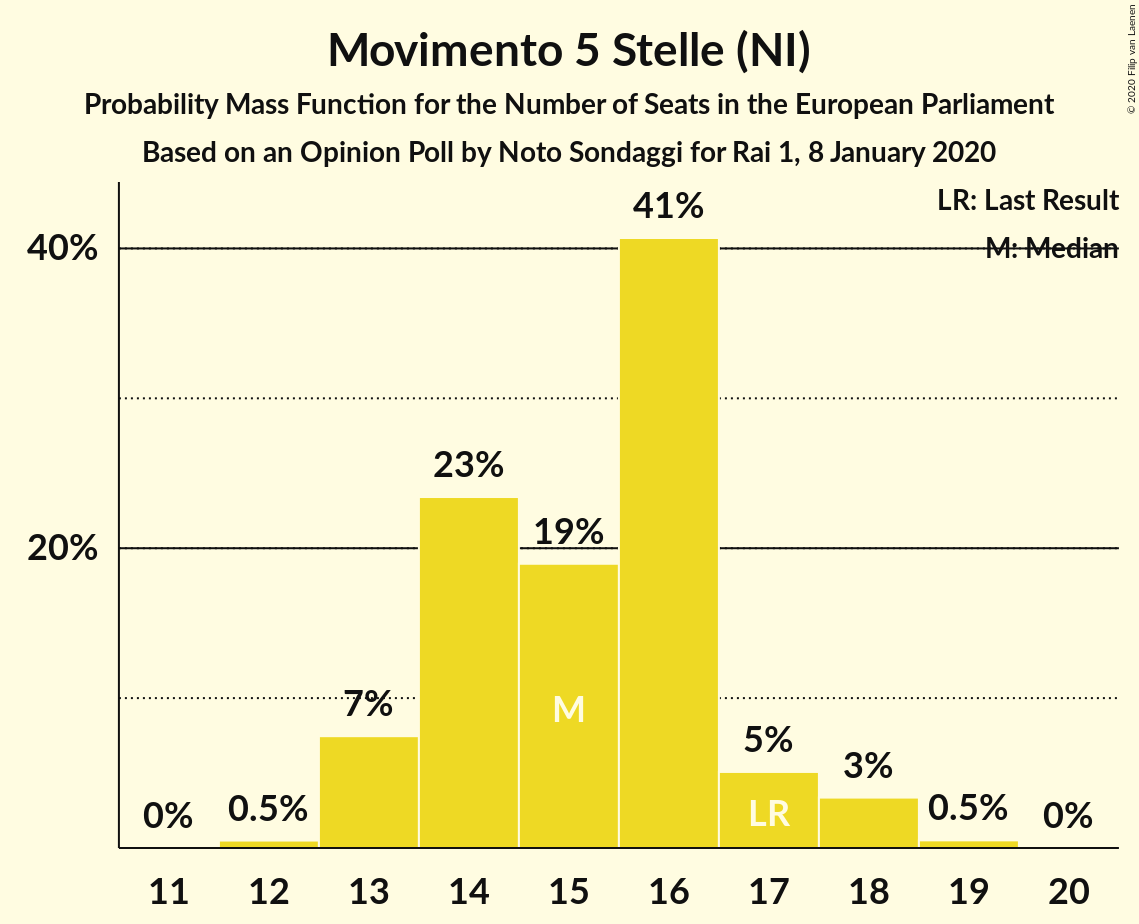 Movimento 5 Stelle (NI)
Probability Mass Function for the Number of Seats in the European Parliament
Based on an Opinion Poll by Noto Sondaggi for Rai 1, 8 January 2020
© 2020 Filip van Laenen
LR: Last Result
M: Median
40%
20%
0%
0.5%
7%
23%
19%
41%
5%
3%
0.5%
0%
M
LR
11 12 13 14 15 16 17 18 19 20